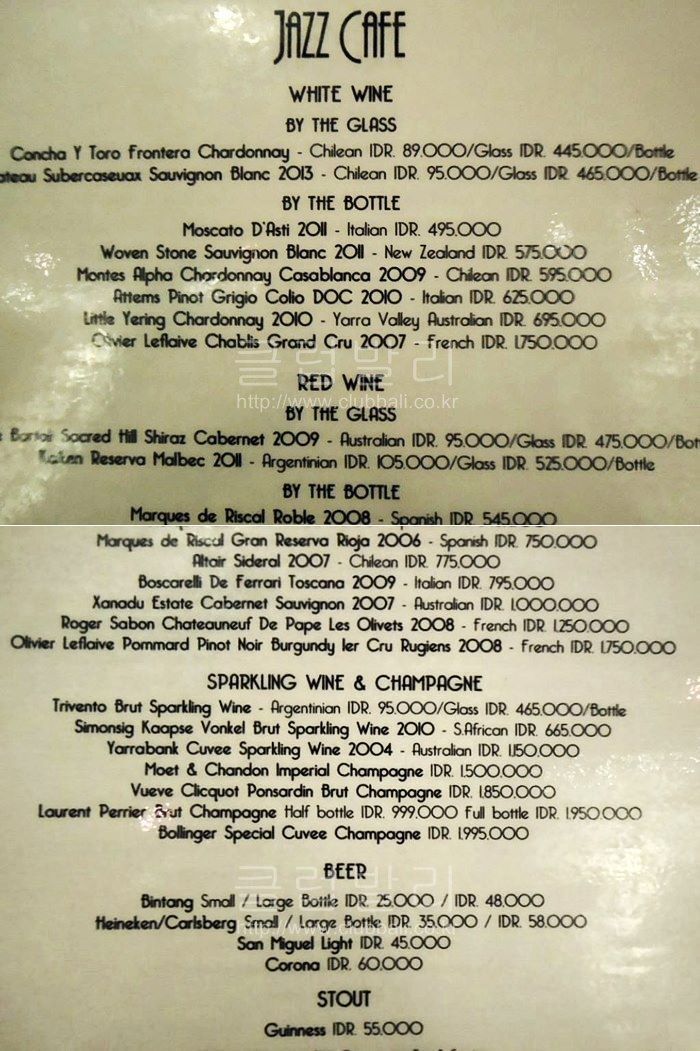 JAZZ CAFE
WHITE WINE
BY THE GLASS
Concha Y Toro Frontera Chardonnay - Chilean IDR. 89.000/Glass IDR. 445.000/Bottle
ateau Subercaseuax Sauvignon Blanc 2013 - Chilean IDR. 95.000/Glass IDR. 465.000/Bottle
BY THE BOTTLE
Moscato D'Asti 2011 - Italian IDR. 495.000
Woven Stone Sauvignon Blanc 2011 - New Zealand IDR. 575.000
Montes Alpha Chardonnay Casablanca 2009 - Chilean IDR. 595.000
Attems Pinot Grigio Colio DOC 2010 - Italian IDR. 625.000
Little Yering Chardonnay 2010 - Yarra Valley Australian IDR. 695.000
Olivier Leflaive Chablis Grand Cru 2007 - French IDR. 1.750.000
클럽발리
RED WINE
http://www.clubbali.co.kr
BY THE GLASS
Sacred Hill Shiraz Cabernet 2009 - Australian IDR. 95.000/Glass IDR. 475.000/Bot
Reserva Malbec 2011 - Argentinian IDR. 105.000/Glass IDR. 525.000/Bottle
BY THE BOTTLE
Marques de Riscal Roble 2008 - Spanish IDR. 545.000
Marques de Riscal Gran Reserva Rioja 2006 - Spanish IDR. 750.000
Altair Sideral 2007 - Chilean IDR. 775.000
Boscarelli De Ferrari Toscana 2009 - Italian IDR. 795.000
Xanadu Estate Cabernet Sauvignon 2007 - Australian IDR. 1.000.000
Roger Sabon Chateauneuf De Pape Les Olivets 2008 - French IDR. 1.250.000
Olivier Leflaive Pommard Pinot Noir Burgundy 1er Cru Rugiens 2008 - French IDR. 1.750.000
SPARKLING WINE & CHAMPAGNE
Trivento Brut Sparkling Wine - Argentinian IDR. 95.000/Glass IDR. 465.000/Bottle
Simonsig Kaapse Vonkel Brut Sparkling Wine 2010 - S.African IDR. 665.000
Yarrabank Cuvee Sparkling Wine 2004 - Australian IDR. 1.150.000
Moet & Chandon Imperial Champagne IDR. 1.500.000
Vueve Clicquot Ponsardin Brut Champagne IDR. 1.850.000
Laurent Perrier Brut Champagne Half bottle IDR. 999.000 Full bottle IDR. 1.950.000
Bollinger Special Cuvee Champagne IDR. 1.995.000
BEER
클럽발리
Bintang Small / Large Bottle IDR. 25.000 / IDR. 48.000
Heineken/Carlsberg Small / Large Bottle IDR. 35.000 / IDR. 58.000
http://www.clubbali.co.kr
San Miguel Light IDR. 45.000
Corona IDR. 60.000
STOUT
Guinness IDR. 55.000